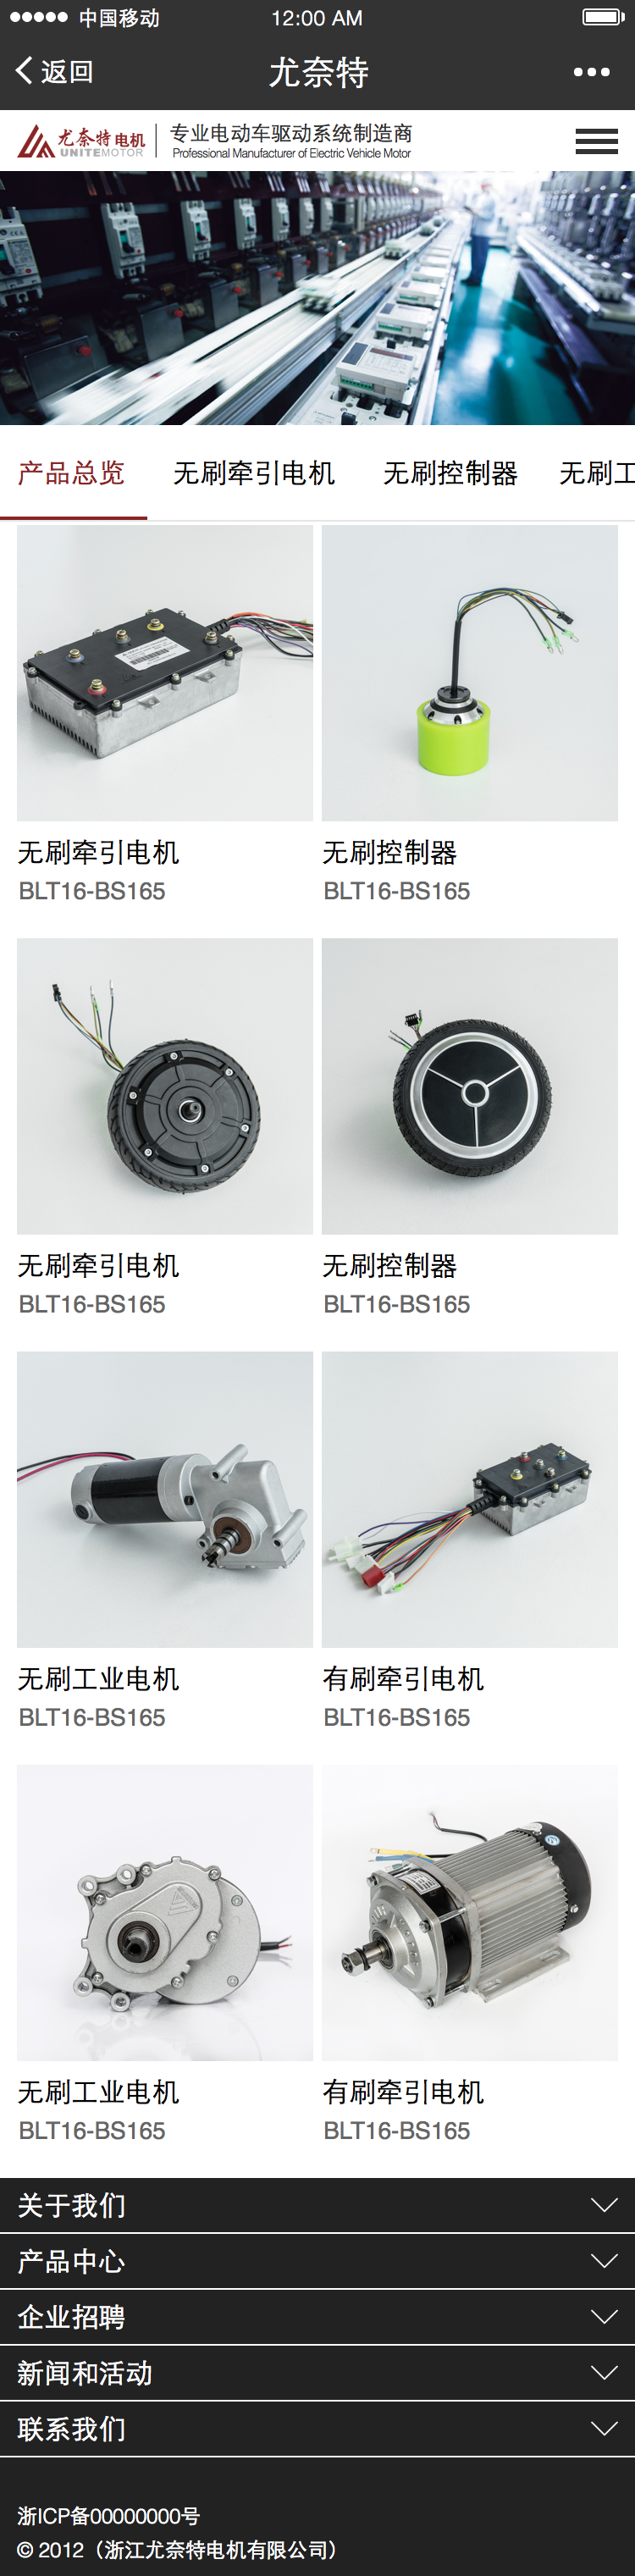 中国移动
12:00 AM
返回
尤奈特
尤奈特电机
UNITEMOTOR
专业电动车驱动系统制造商
Professional Manufacturer of Electric Vehicle Motor
产品总览
无刷牵引电机
无刷控制器
无刷工
无刷牵引电机
BLT16-BS165
无刷控制器
BLT16-BS165
无刷牵引电机
BLT16-BS165
无刷控制器
BLT16-BS165
无刷工业电机
BLT16-BS165
有刷牵引电机
BLT16-BS165
无刷工业电机
BLT16-BS165
有刷牵引电机
BLT16-BS165
关于我们
产品中心
企业招聘
新闻和活动
联系我们
浙ICP备00000000号
© 2012（浙江尤奈特电机有限公司）